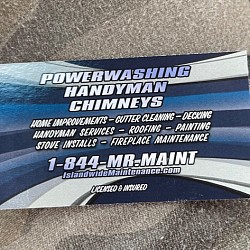 POWERWASHING
HANDYMAN
CHIMNEYS
HOME IMPROVEMENTS - GUTTER CLEANING - DECKING
HANDYMAN SERVICES - ROOFING - PAINTING
STOVE INSTALLS - FIREPLACE MAINTENANCE
1-844-MR.MAINT
IslandwideMaintenance.com
LICENSED & INSURED